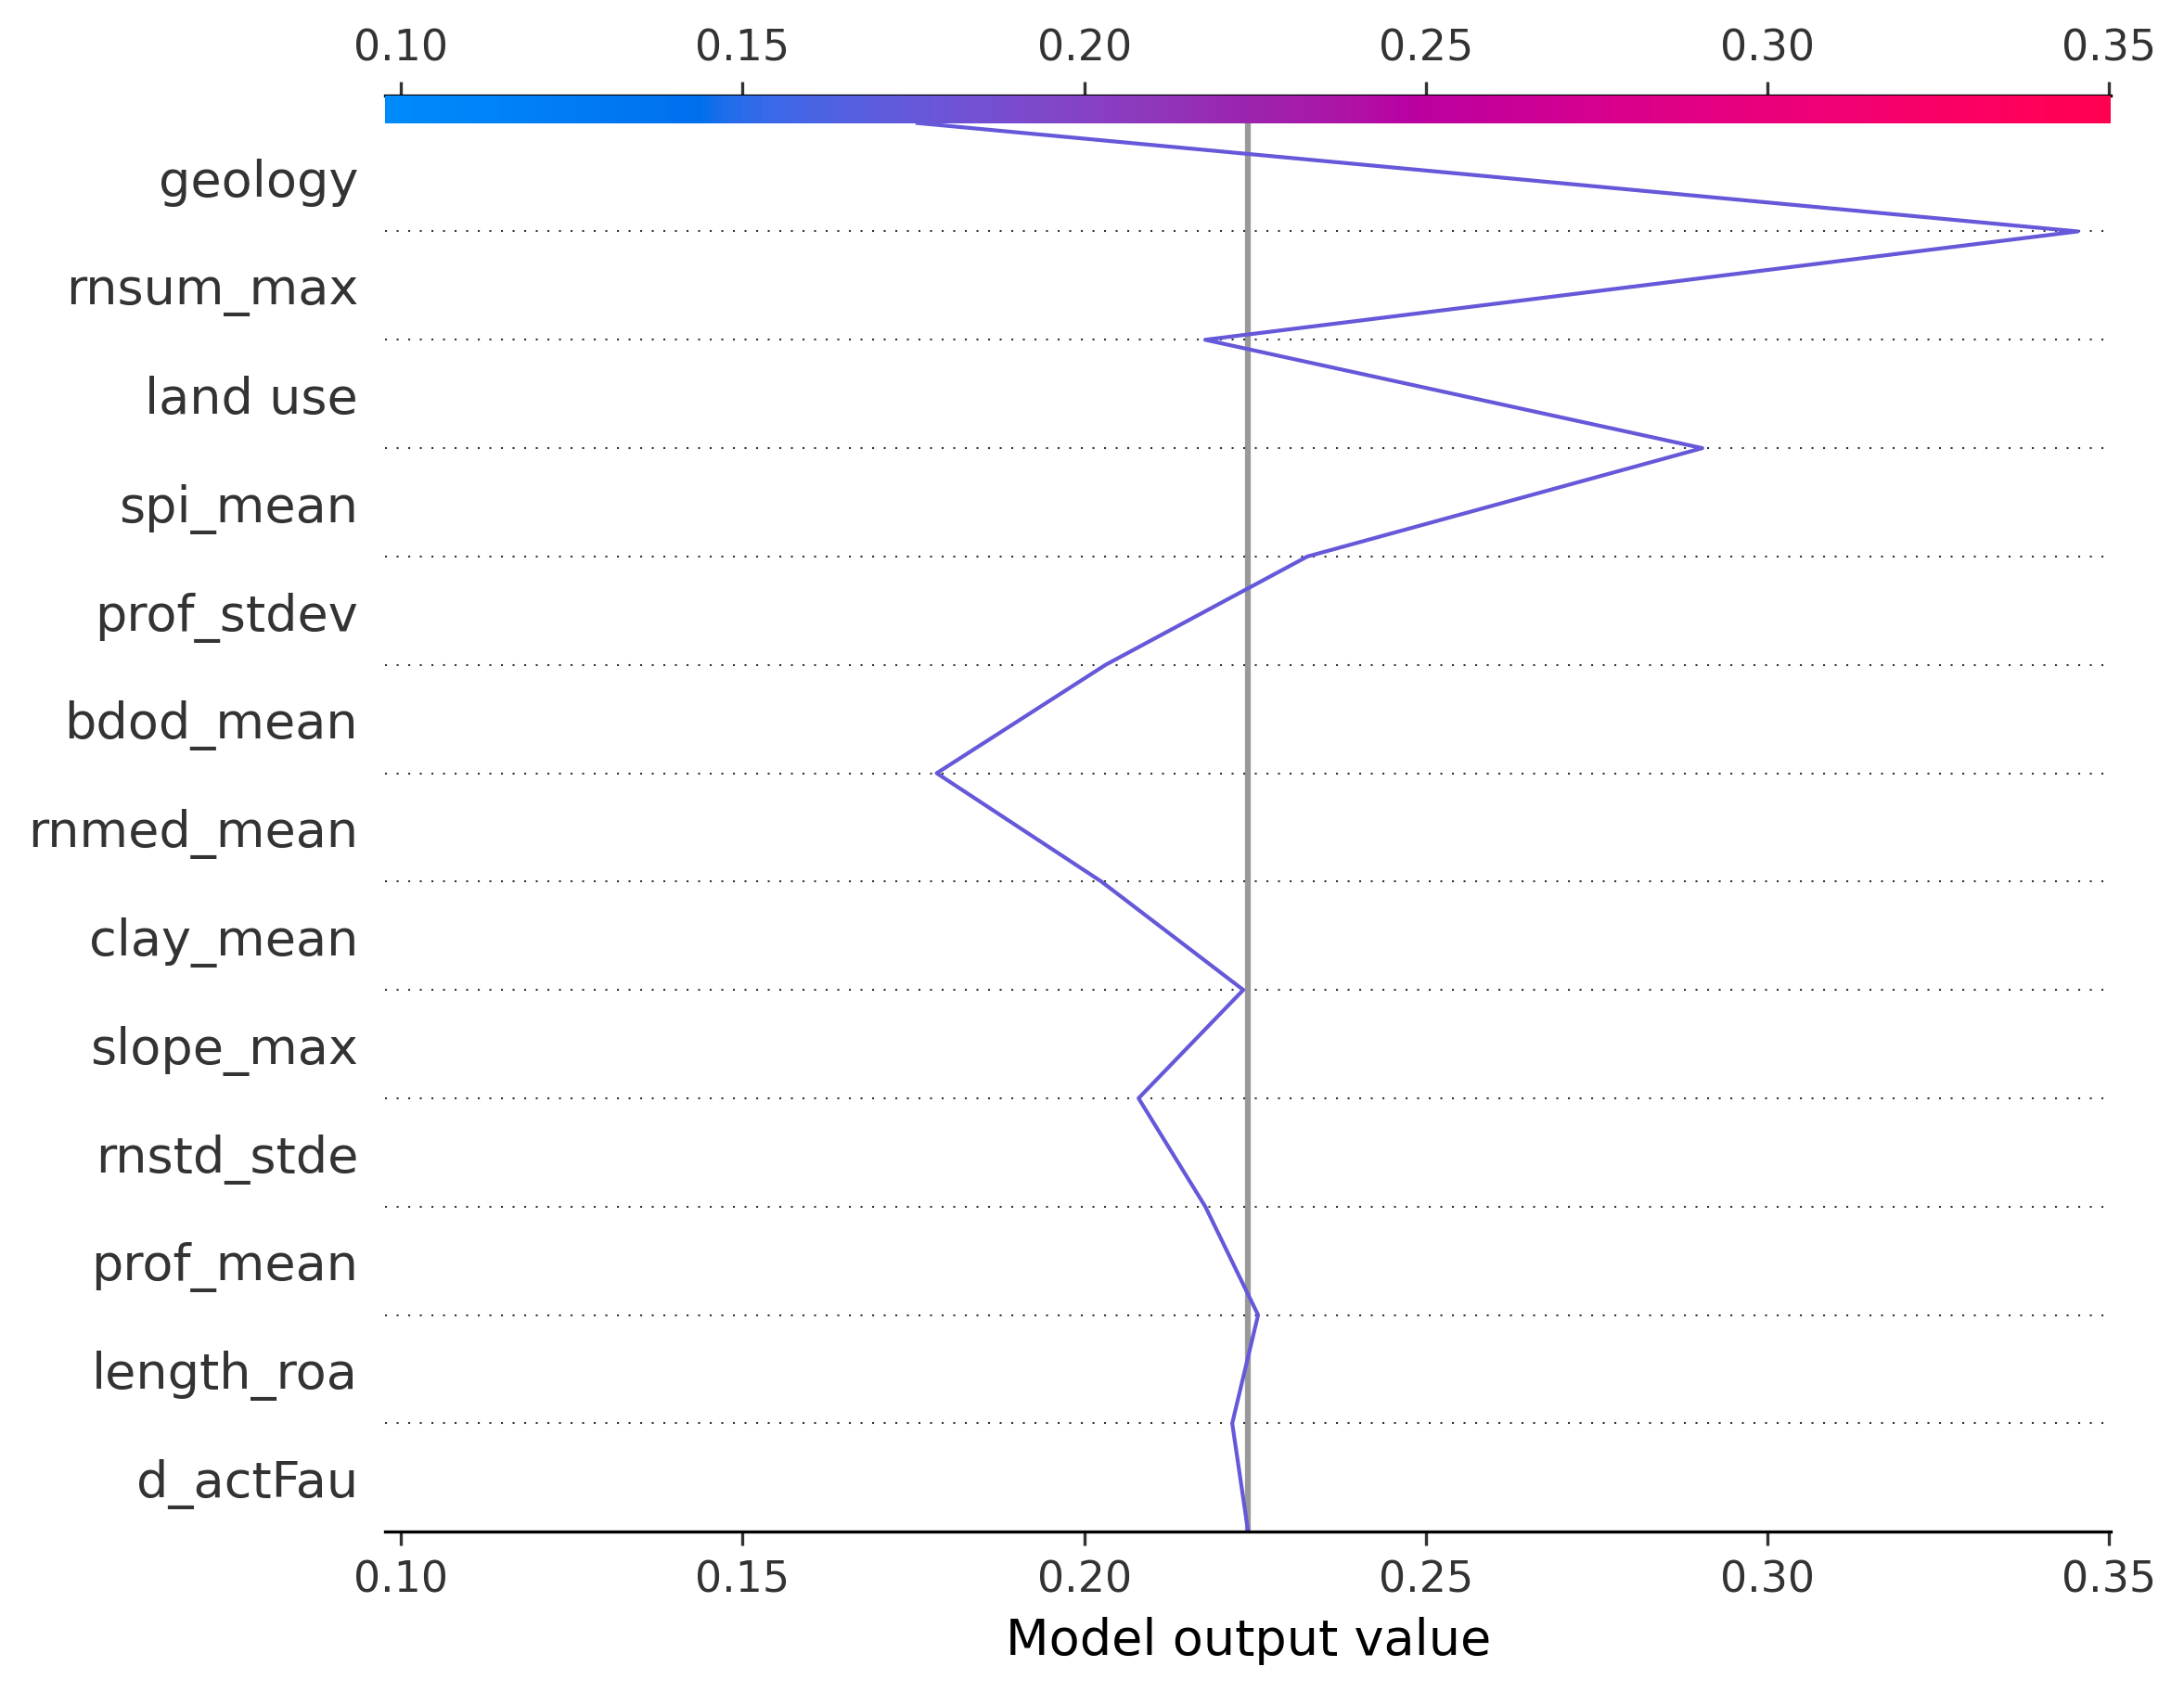 0.10 0.15 0.20 0.25 0.30 0.35
geology
rnsum_max
land use
spi_mean
prof_stdev
bdod_mean
rnmed_mean
clay_mean
slope_max
rnstd_stde
prof_mean
length_roa
d_actFau
0.10 0.15 0.20 0.25 0.30 0.35
Model output value